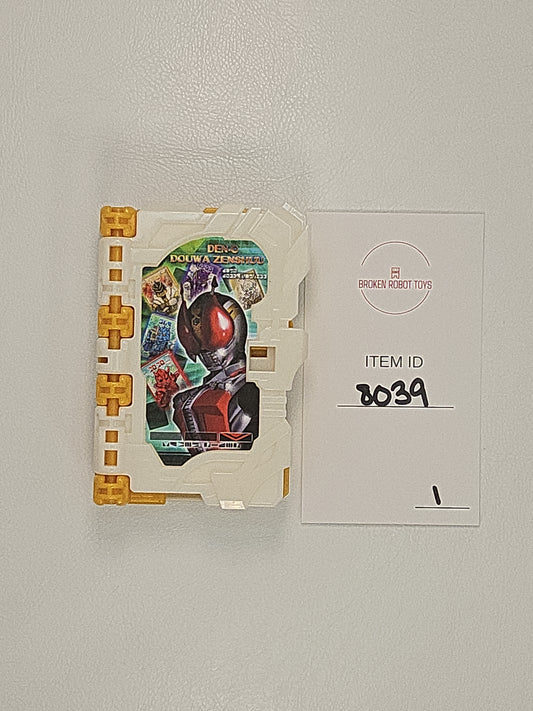 DEN-O
DOUWA ZENSHUU
BROKEN ROBOT TOYS
ITEM ID
8039
1